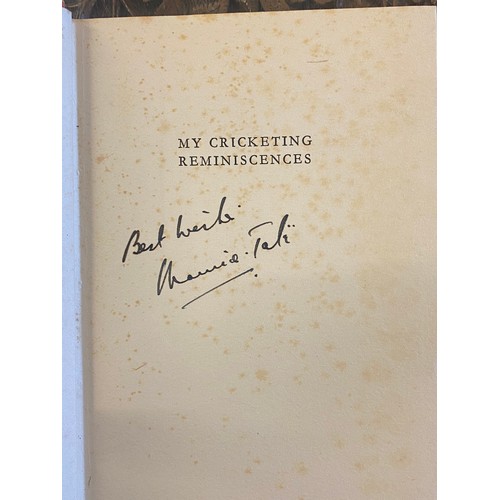 MY CRICKETING
REMINISCENCES
Best Wishes
Maurice Tate